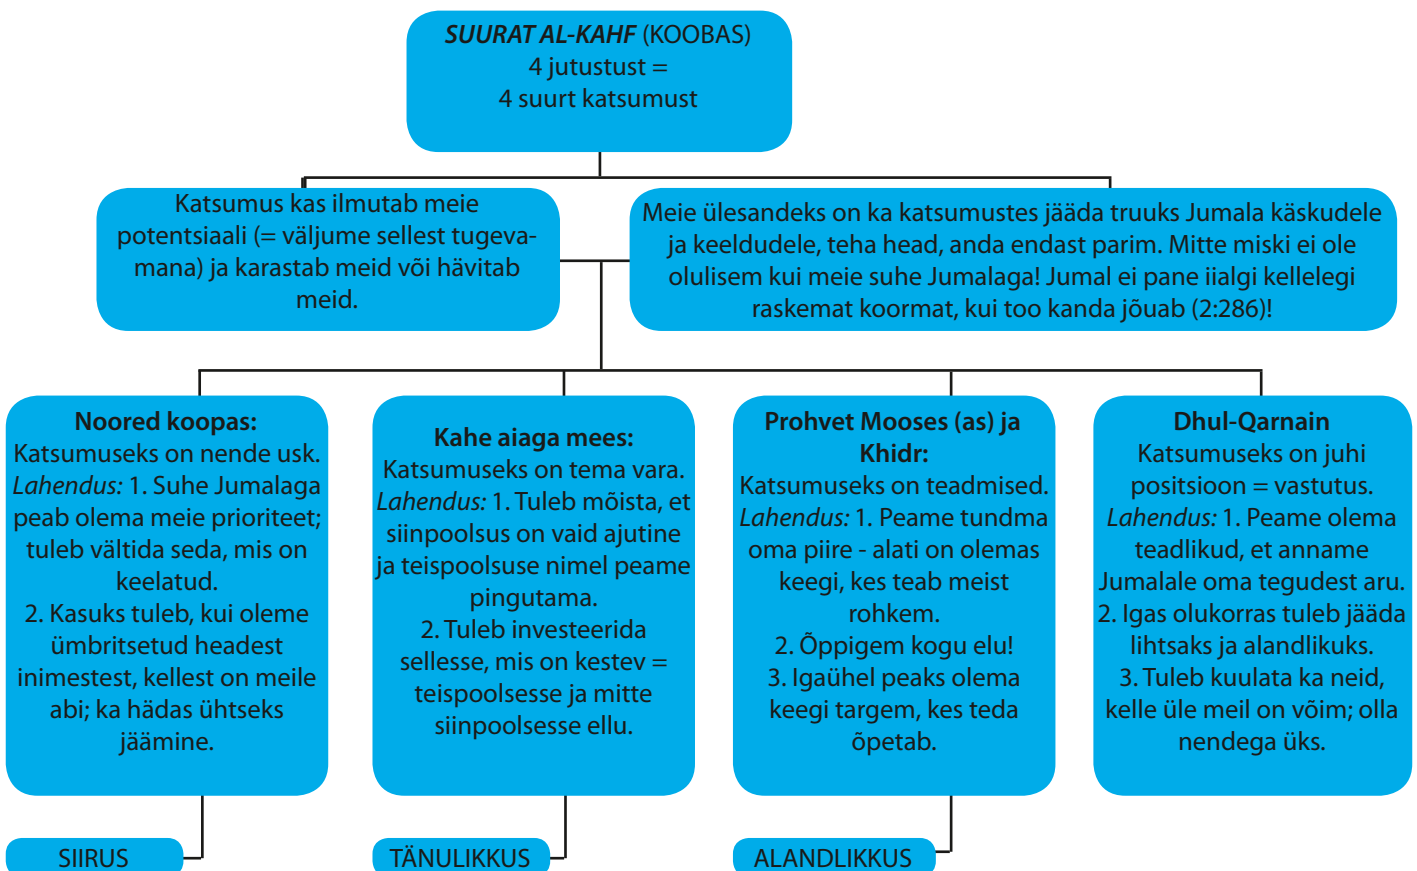 SUURAT AL-KAHF (KOOBAS)
4 jutustust =
4 suurt katsumust
Katsumus kas ilmutab meie
potentsiaali (= väljume sellest tugeva-
mana) ja karastab meid või hävitab
meid.
Meie ülesandeks on ka katsumustes jääda truuks Jumala käskudele
ja keeldudele, teha head, anda endast parim. Mitte miski ei ole
olulisem kui meie suhe Jumalaga! Jumal ei pane iialgi kellelegi
raskemat koormat, kui too kanda jõuab (2:286)!
Noored koopas:
Katsumuseks on nende usk.
Lahendus: 1. Suhe Jumalaga
peab olema meie prioriteet;
tuleb vältida seda, mis on
keelatud.
2. Kasuks tuleb, kui oleme
ümbritsetud headest
inimestest, kellest on meile
abi; ka hädas ühtseks
jäämine.
Kahe aiaga mees:
Katsumuseks on tema vara.
Lahendus: 1. Tuleb mõista, et
siinpoolsus on vaid ajutine
ja teispoolsuse nimel peame
pingutama.
2. Tuleb investeerida
sellesse, mis on kestev =
teispoolsesse ja mitte
siinpoolsesse ellu.
Prohvet Mooses (as) ja
Khidr:
Katsumuseks on teadmised.
Lahendus: 1. Peame tundma
oma piire - alati on olemas
keegi, kes teab meist
rohkem.
2. Õppigem kogu elu!
3. Igaühel peaks olema
keegi targem, kes teda
õpetab.
Dhul-Qarnain
Katsumuseks on juhi
positsioon = vastutus.
Lahendus: 1. Peame olema
teadlikud, et anname
Jumalale oma tegudest aru.
2. Igas olukorras tuleb jääda
lihtsaks ja alandlikuks.
3. Tuleb kuulata ka neid,
kelle üle meil on võim; olla
nendega üks.
SIIRUS
TÄNULIKKUS
ALANDLIKKUS